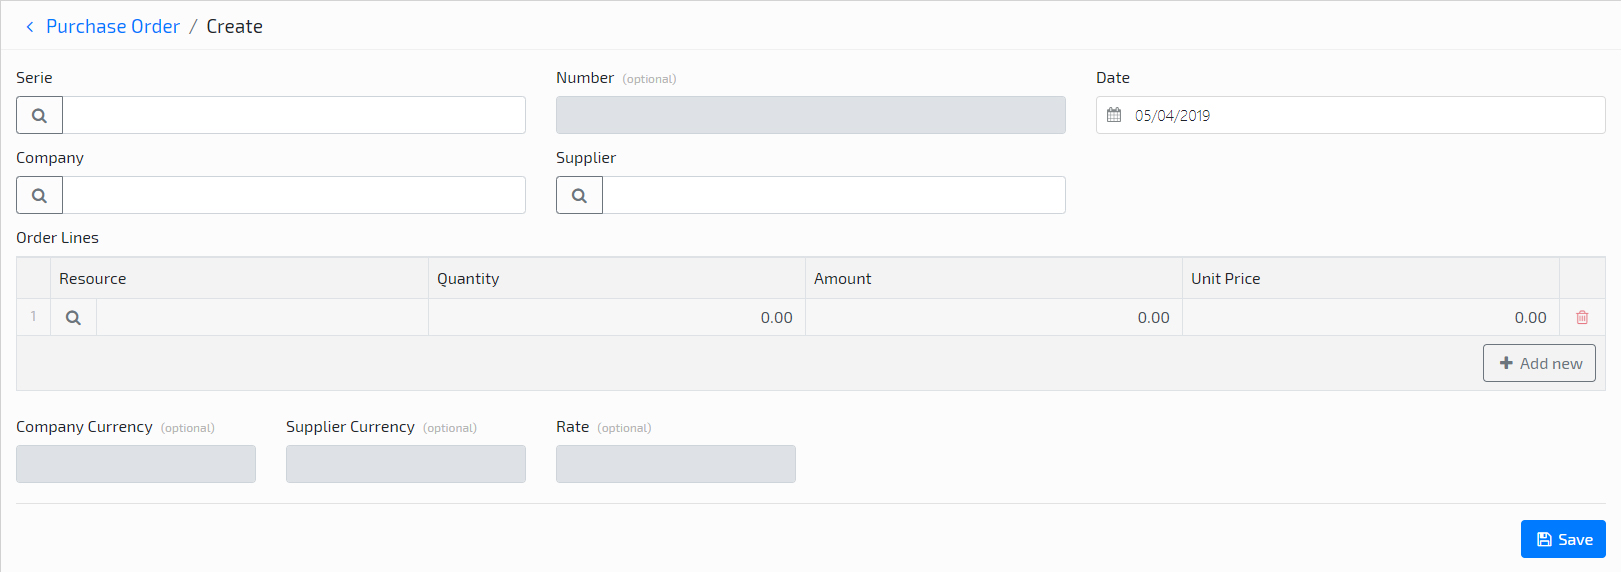 Purchase Order / Create
Serie Number (optional) Date
05/04/2019
Company Supplier
Order Lines
Resource Quantity Amount Unit Price
1 0.00 0.00 0.00
Add new
Company Currency (optional) Supplier Currency (optional) Rate (optional)
Save